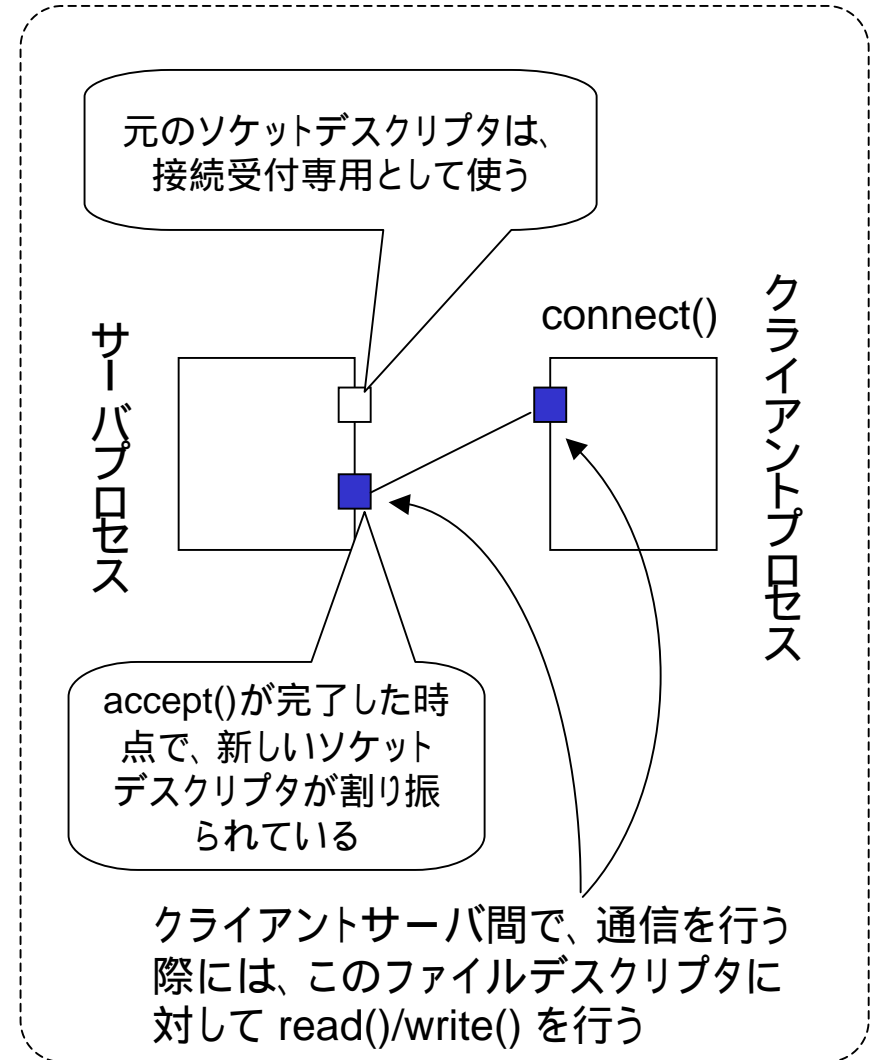 元のソケットデスクリプタは、
接続受付専用として使う
connect()
サーバプロセス
クライアントプロセス
accept()が完了した時
点で、新しいソケット
デスクリプタが割り振
られている
クライアントサーバ間で、通信を行う
際には、このファイルデスクリプタに
対して read()/write() を行う